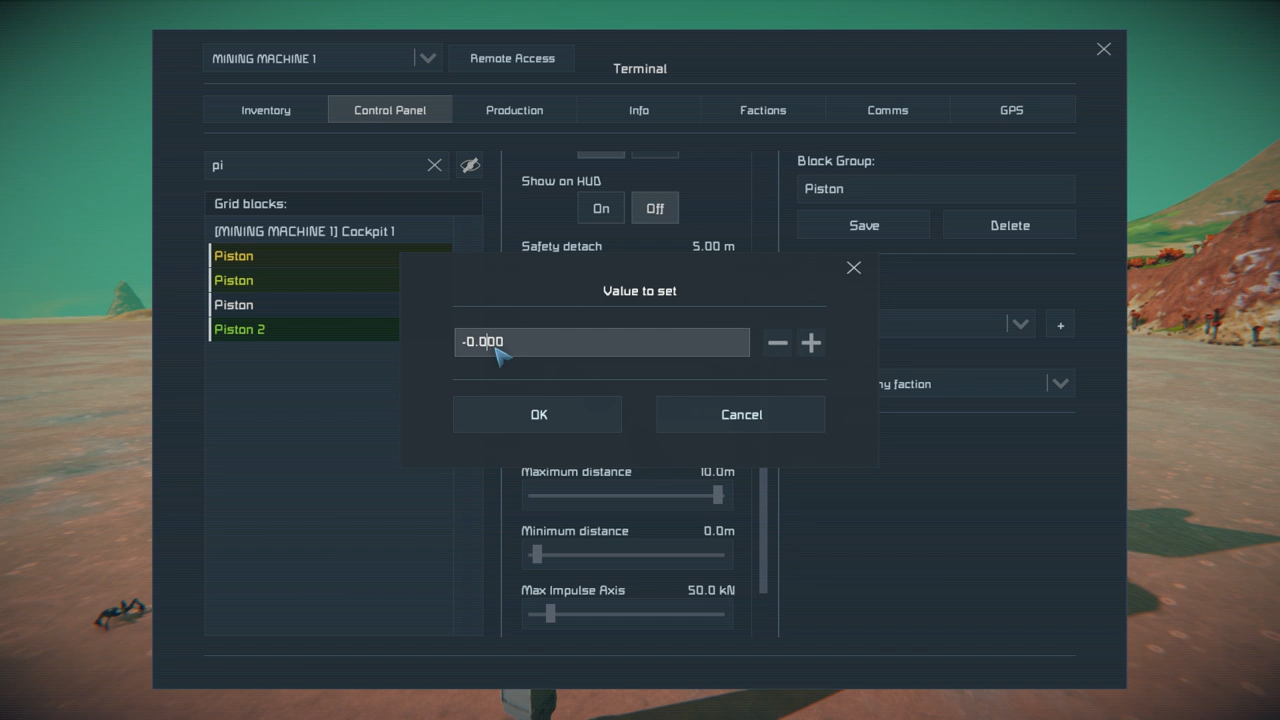 MINING MACHINE 1
Remote Access
Terminal
Inventory
Control Panel
Production
Info
Factions
Comms
GPS
pi
Grid blocks:
[MINING MACHINE 1] Cockpit 1
Piston
Piston
Piston
Piston 2
Show on HUD
On
Off
Safety detach
5.00 m
Block Group:
Piston
Save
Delete
Value to set
-0.000
OK
Cancel
+
ny faction
Maximum distance
10.0m
Minimum distance
0.0m
Max Impulse Axis
50.0 kN